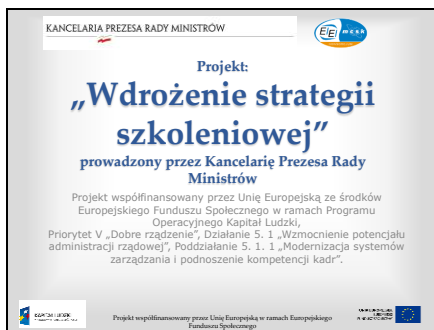 KANCELARIA PREZESA RADY MINISTRÓW
Projekt:
„Wdrożenie strategii
szkoleniowej”
prowadzony przez Kancelarię Prezesa Rady
Ministrów
Projekt współfinansowany przez Unię Europejską ze środków
Europejskiego Funduszu Społecznego w ramach Programu
Operacyjnego Kapitał Ludzki,
Priorytet V „Dobre rządzenie”, Działanie 5. 1 „Wzmocnienie potencjału
administracji rządowej”, Poddziałanie 5. 1. 1 „Modernizacja systemów
zarządzania i podnoszenie kompetencji kadr”.
KAPITAŁ LUDZKI
Projekt współfinansowany przez Unię Europejską w ramach Europejskiego
Funduszu Społecznego